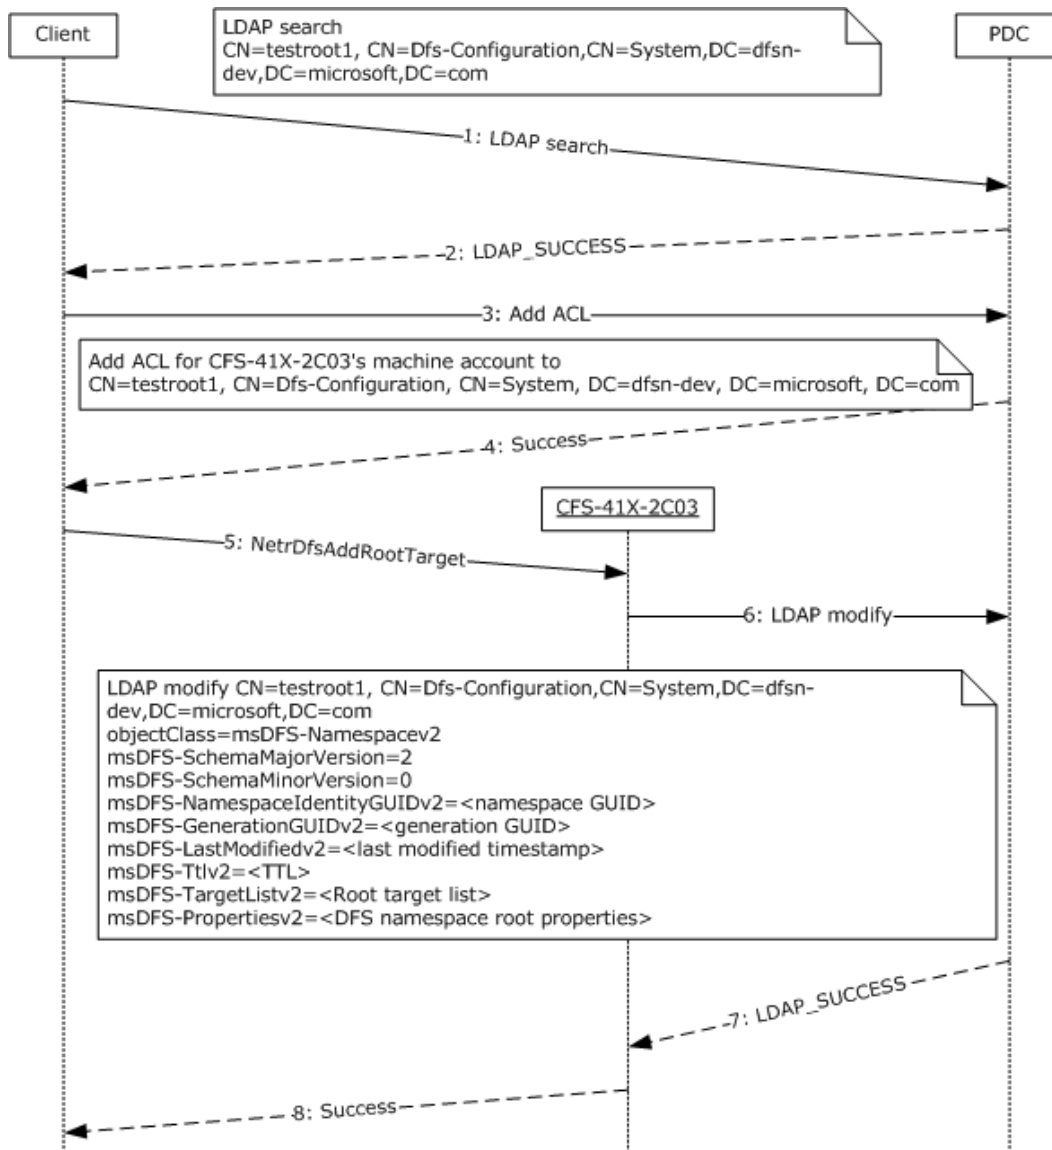 Client
LDAP search
CN=testroot1, CN=Dfs-Configuration,CN=System,DC=dfsn-
dev,DC=microsoft,DC=com
PDC
1: LDAP search
2: LDAP_SUCCESS
3: Add ACL
Add ACL for CFS-41X-2C03's machine account to
CN=testroot1, CN=Dfs-Configuration, CN=System, DC=dfsn-dev, DC=microsoft, DC=com
4: Success
CFS-41X-2C03
5: NetrDfsAddRootTarget
6: LDAP modify
LDAP modify CN=testroot1, CN=Dfs-Configuration,CN=System,DC=dfsn-
dev,DC=microsoft,DC=com
objectClass=msDFS-Namespacev2
msDFS-SchemaMajorVersion=2
msDFS-SchemaMinorVersion=0
msDFS-NamespaceIdentityGUIDv2=<namespace GUID>
msDFS-GenerationGUIDv2=<generation GUID>
msDFS-LastModifiedv2=<last modified timestamp>
msDFS-Ttlv2=<TTL>
msDFS-TargetListv2=<Root target list>
msDFS-Propertiesv2=<DFS namespace root properties>
7: LDAP_SUCCESS
8: Success